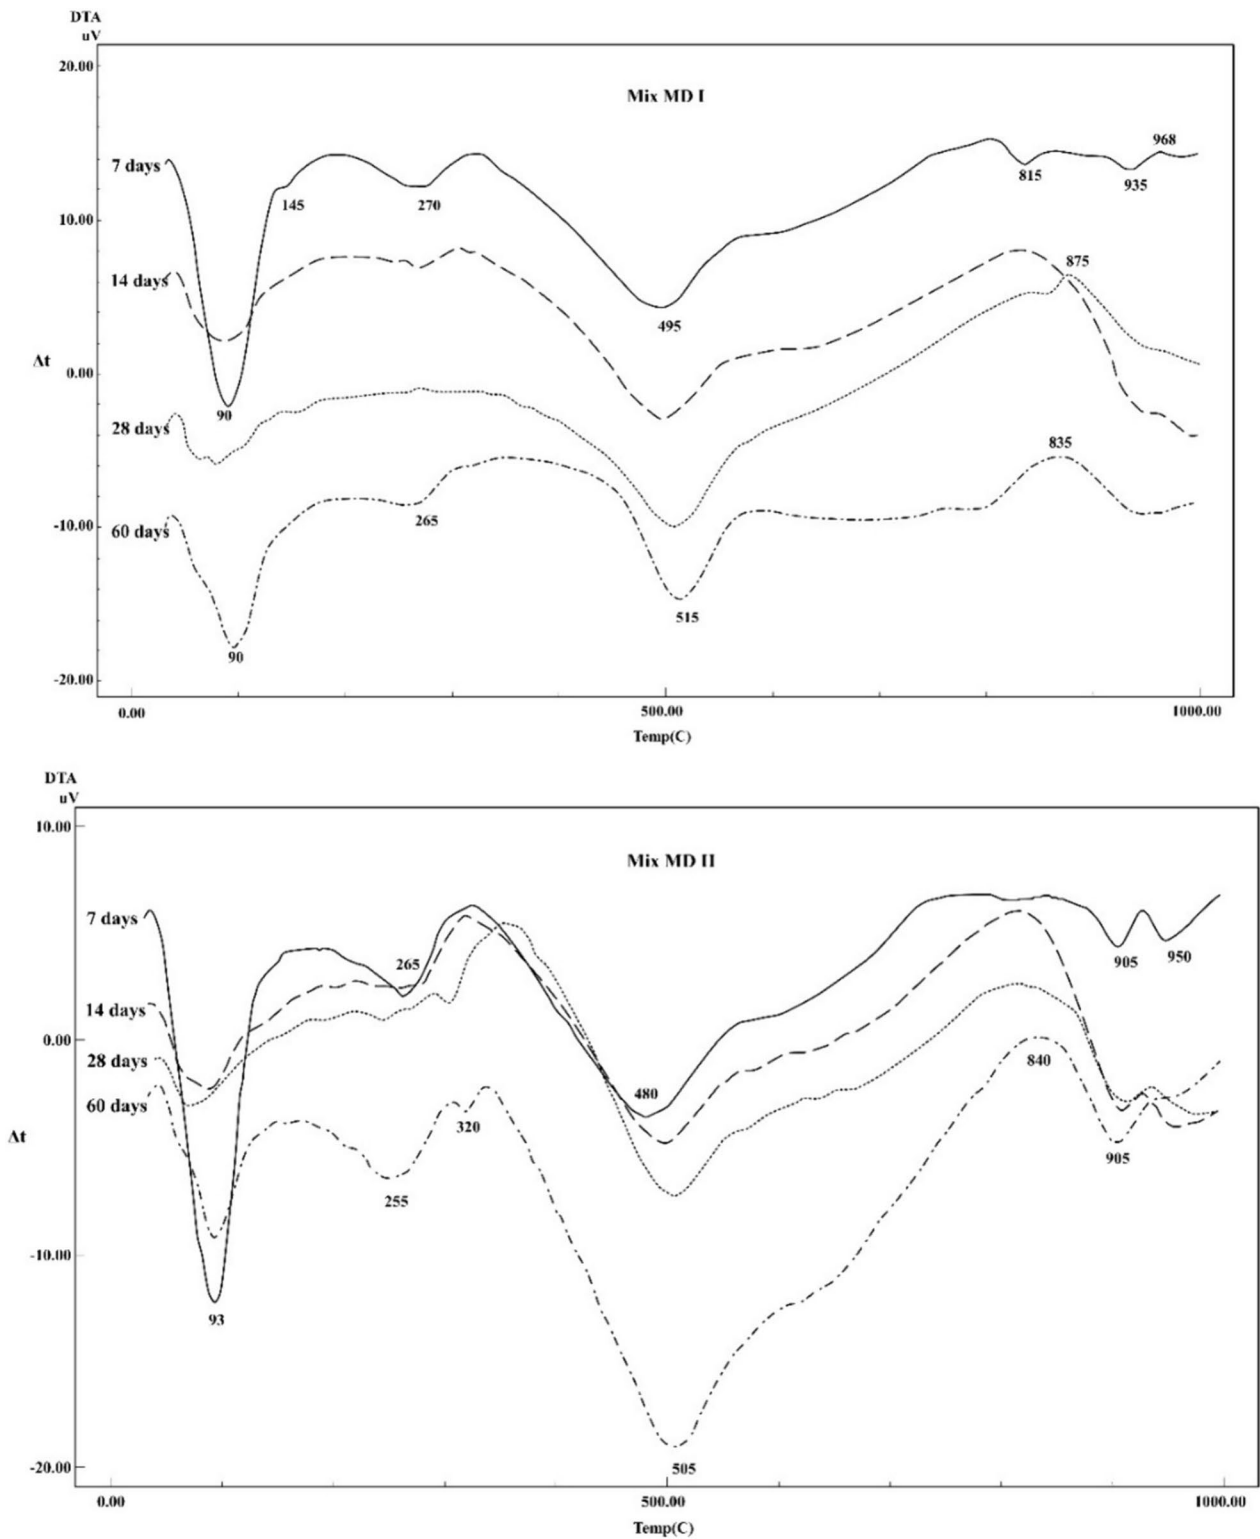 DTA
uV
20.00
Mix MD I
968
7 days
815
935
145
270
10.00
875
14 days
495
Δt
0.00
90
28 days
835
265
-10.00
60 days
515
90
-20.00
0.00
500.00
1000.00
Temp(C)
DTA
uV
10.00
Mix MD II
7 days
265
905
950
14 days
0.00
28 days
840
480
60 days
320
Δt
905
255
-10.00
93
-20.00
505
0.00
500.00
1000.00
Temp(C)